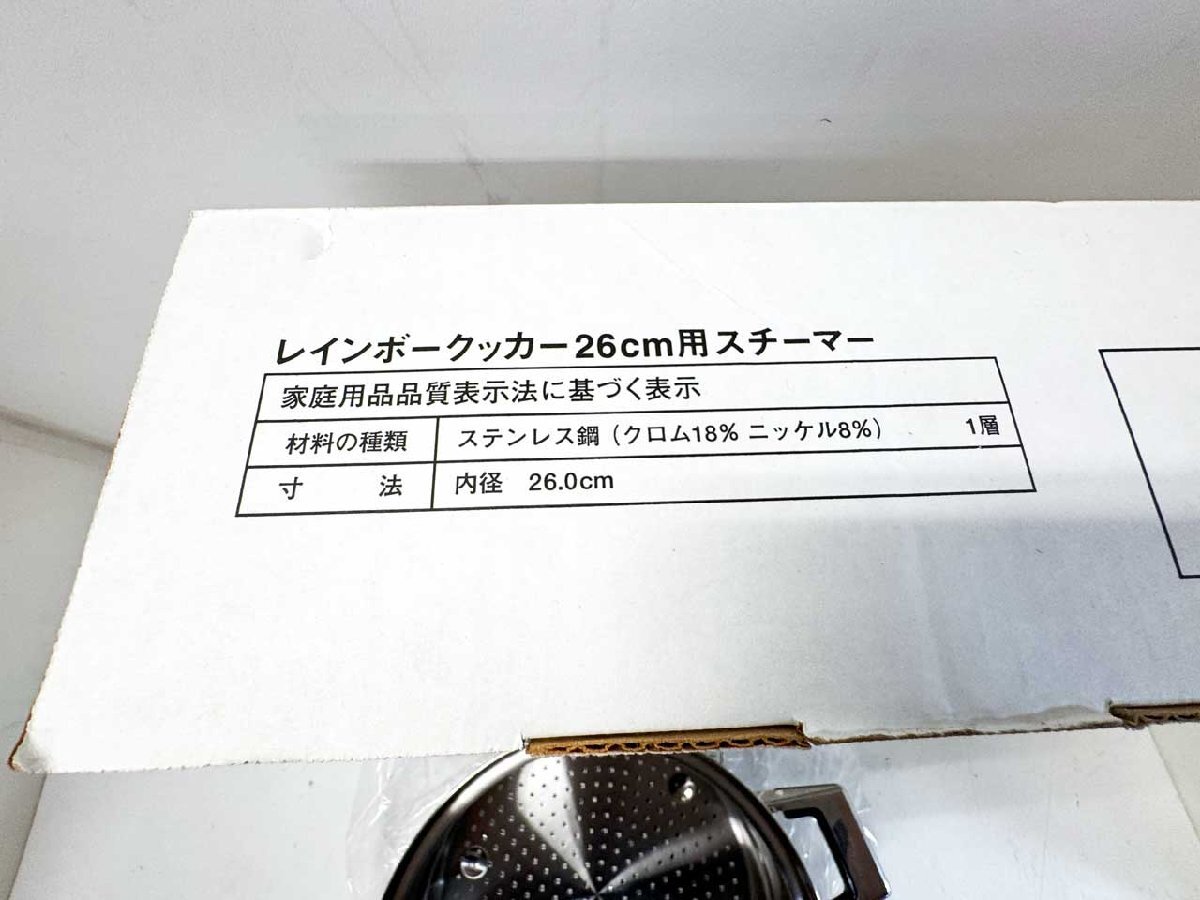 レインボークッカー26cm用スチーマー
家庭用品品質表示法に基づく表示
材料の種類 ステンレス鋼（クロム18% ニッケル8%） 1層
寸 法 内径 26.0cm